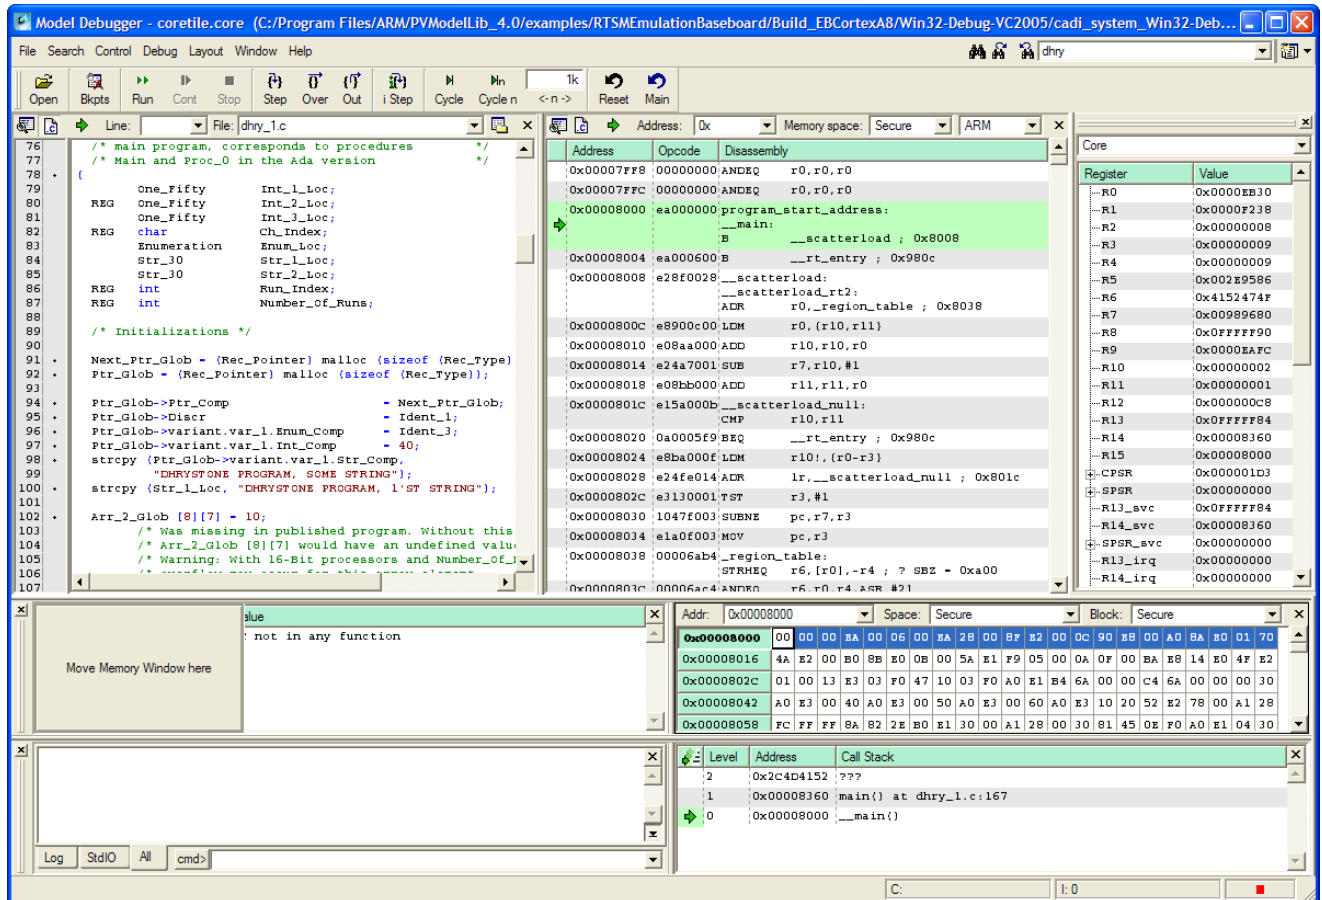 Model Debugger - coretile.core (C:/Program Files/ARM/PVModelLib_4.0/examples/RTSMEmulationBaseboard/Build_EBCortexA8/Win32-Debug-VC2005/cadi_system_Win32-Deb...
File Search Control Debug Layout Window Help dhry
Open Bkpts Run Cont Stop Step Over Out i Step Cycle Cycle n <- n -> 1k Reset Main
Line: File: dhry_1.c
76 /* main program, corresponds to procedures */
77 /* Main and Proc_0 in the Ada version */
78 {
79 One_Fifty Int_1_Loc;
80 REG One_Fifty Int_2_Loc;
81 One_Fifty Int_3_Loc;
82 REG char Ch_Index;
83 Enumeration Enum_Loc;
84 Str_30 Str_1_Loc;
85 Str_30 Str_2_Loc;
86 REG int Run_Index;
87 REG int Number_Of_Runs;
88
89 /* Initializations */
90
91 Next_Ptr_Glob = (Rec_Pointer) malloc (sizeof (Rec_Type)
92 Ptr_Glob = (Rec_Pointer) malloc (sizeof (Rec_Type));
93
94 Ptr_Glob->Ptr_Comp = Next_Ptr_Glob;
95 Ptr_Glob->Discr = Ident_1;
96 Ptr_Glob->variant.var_1.Enum_Comp = Ident_3;
97 Ptr_Glob->variant.var_1.Int_Comp = 40;
98 strcpy (Ptr_Glob->variant.var_1.Str_Comp,
99 "DHRYSTONE PROGRAM, SOME STRING");
100 strcpy (Str_1_Loc, "DHRYSTONE PROGRAM, 1'ST STRING");
101
102 Arr_2_Glob [8][7] = 10;
103 /* Was missing in published program. Without this
104 /* Arr_2_Glob [8][7] would have an undefined valu
105 /* Warning: With 16-Bit processors and Number_Of_
106 /* overflow may occur for this array element
107
Address: 0x Memory space: Secure ARM
Address Opcode Disassembly
0x00007FF8 00000000 ANDEQ r0,r0,r0
0x00007FFC 00000000 ANDEQ r0,r0,r0
0x00008000 ea000000 program_start_address:
__main:
B __scatterload ; 0x8008
0x00008004 ea000600 B __rt_entry ; 0x980c
0x00008008 e28f0028 __scatterload:
__scatterload_rt2:
ADR r0,_region_table ; 0x8038
0x0000800C e8900c00 LDM r0,{r10,r11}
0x00008010 e08aa000 ADD r10,r10,r0
0x00008014 e24a7001 SUB r7,r10,#1
0x00008018 e08bb000 ADD r11,r11,r0
0x0000801C e15a000b __scatterload_null:
CMP r10,r11
0x00008020 0a0005f9 BEQ __rt_entry ; 0x980c
0x00008024 e8ba000f LDM r10!,{r0-r3}
0x00008028 e24fe014 ADR lr,__scatterload_null ; 0x801c
0x0000802C e3130001 TST r3,#1
0x00008030 1047f003 SUBNE pc,r7,r3
0x00008034 e1a0f003 MOV pc,r3
0x00008038 00006ab4 _region_table:
STRHEQ r6,[r0],-r4 ; ? SBZ = 0xa00
0x0000803C 00006ac4 ANDEQ r6,r0,r4,ASR #21
Core
Register Value
R0 0x0000EB30
R1 0x0000F238
R2 0x00000008
R3 0x00000009
R4 0x00000009
R5 0x002E9586
R6 0x4152474F
R7 0x00989680
R8 0x0FFFFF90
R9 0x0000EAFC
R10 0x00000002
R11 0x00000001
R12 0x000000C8
R13 0x0FFFFF84
R14 0x00008360
R15 0x00008000
CPSR 0x000001D3
SPSR 0x00000000
R13_svc 0x0FFFFF84
R14_svc 0x00008360
SPSR_svc 0x00000000
R13_irq 0x00000000
R14_irq 0x00000000
Move Memory Window here
alue
not in any function
Addr: 0x00008000 Space: Secure Block: Secure
0x00008000 00 00 00 EA 00 06 00 EA 28 00 8F E2 00 0C 90 E8 00 A0 8A E0 01 70
0x00008016 4A E2 00 B0 8B E0 0B 00 5A E1 F9 05 00 0A 0F 00 BA E8 14 E0 4F E2
0x0000802C 01 00 13 E3 03 F0 47 10 03 F0 A0 E1 B4 6A 00 00 C4 6A 00 00 00 30
0x00008042 A0 E3 00 40 A0 E3 00 50 A0 E3 00 60 A0 E3 10 20 52 E2 78 00 A1 28
0x00008058 FC FF FF 8A 82 2E B0 E1 30 00 A1 28 00 30 81 45 0E F0 A0 E1 04 30
Log StdIO All cmd>
Level Address Call Stack
2 0x2C4D4152 ???
1 0x00008360 main() at dhry_1.c:167
0 0x00008000 __main()
C: I: 0